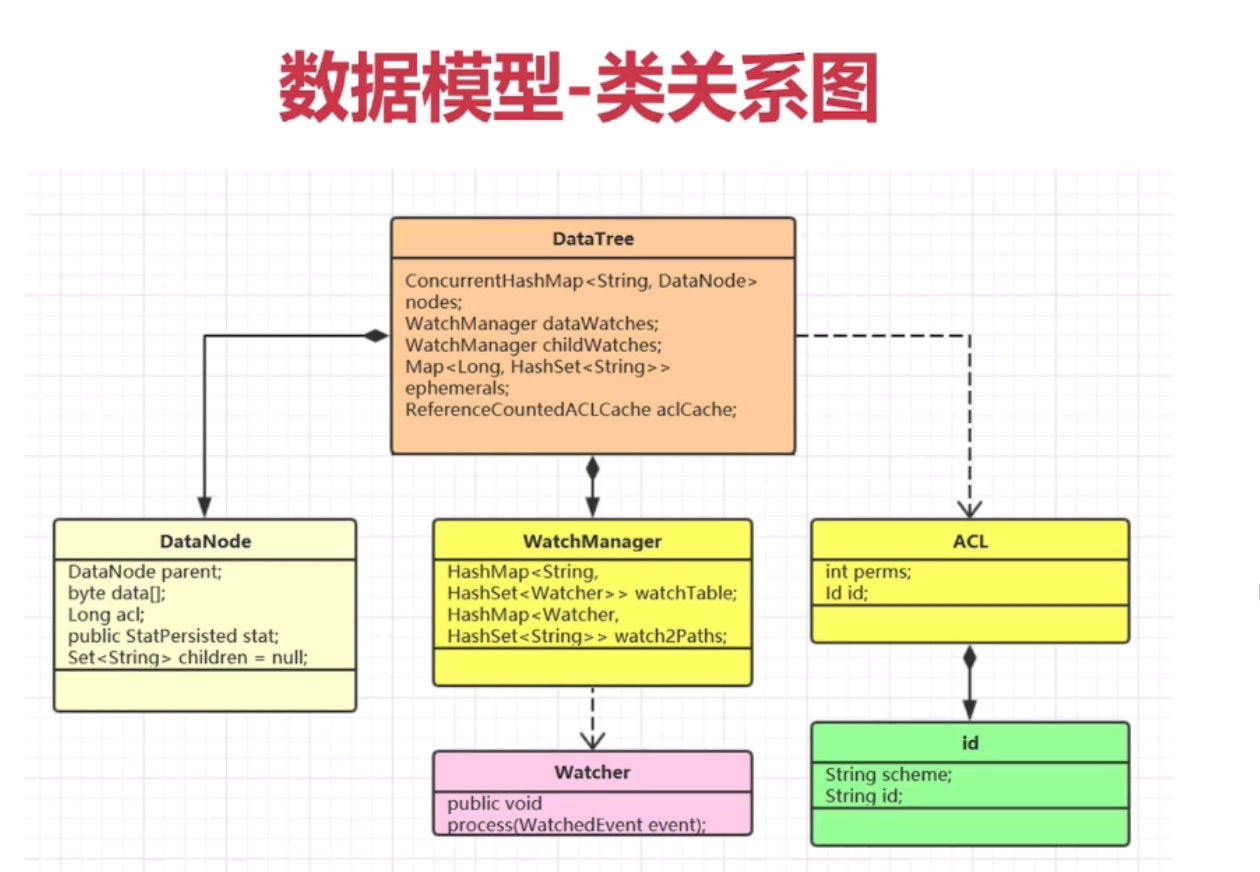 数据模型-类关系图
DataTree
ConcurrentHashMap<String, DataNode>
nodes;
WatchManager dataWatches;
WatchManager childWatches;
Map<Long, HashSet<String>>
ephemerals;
ReferenceCountedACLCache aclCache;
DataNode
DataNode parent;
byte data[];
Long acl;
public StatPersisted stat;
Set<String> children = null;
WatchManager
HashMap<String,
HashSet<Watcher>> watchTable;
HashMap<Watcher,
HashSet<String>> watch2Paths;
ACL
int perms;
Id id;
Watcher
public void
process(WatchedEvent event);
id
String scheme;
String id;